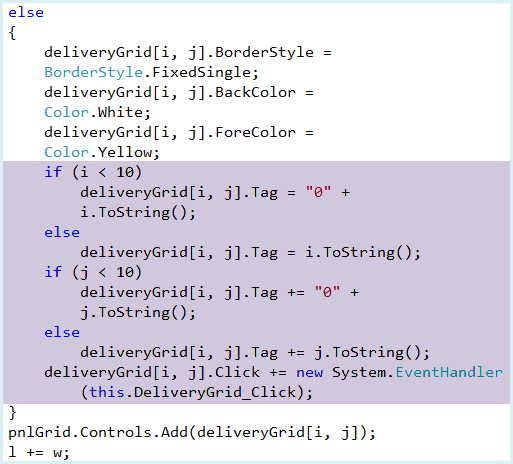 else
{
    deliveryGrid[i, j].BorderStyle =
    BorderStyle.FixedSingle;
    deliveryGrid[i, j].BackColor =
    Color.White;
    deliveryGrid[i, j].ForeColor =
    Color.Yellow;
    if (i < 10)
        deliveryGrid[i, j].Tag = "0" +
        i.ToString();
    else
        deliveryGrid[i, j].Tag = i.ToString();
    if (j < 10)
        deliveryGrid[i, j].Tag += "0" +
        j.ToString();
    else
        deliveryGrid[i, j].Tag += j.ToString();
    deliveryGrid[i, j].Click += new System.EventHandler
        (this.DeliveryGrid_Click);
}
pnlGrid.Controls.Add(deliveryGrid[i, j]);
l += w;